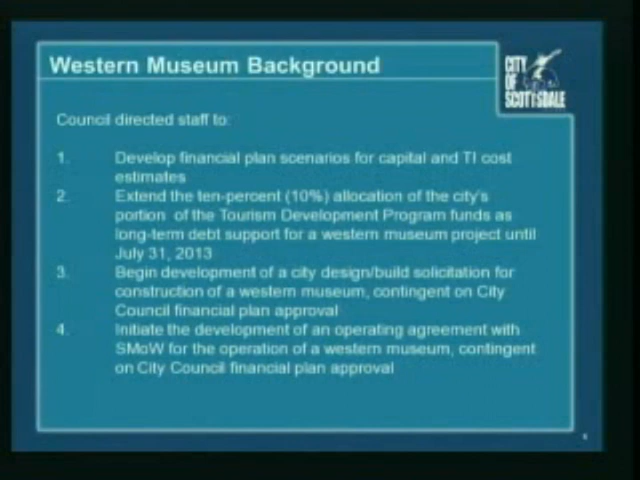 Western Museum Background
CITY
OF
SCOTTSDALE
Council directed staff to:
1. Develop financial plan scenarios for capital and TI cost
estimates
2. Extend the ten-percent (10%) allocation of the city's
portion of the Tourism Development Program funds as
long-term debt support for a western museum project until
July 31, 2013
3. Begin development of a city design/build solicitation for
construction of a western museum, contingent on City
Council financial plan approval
4. Initiate the development of an operating agreement with
SMoW for the operation of a western museum, contingent
on City Council financial plan approval